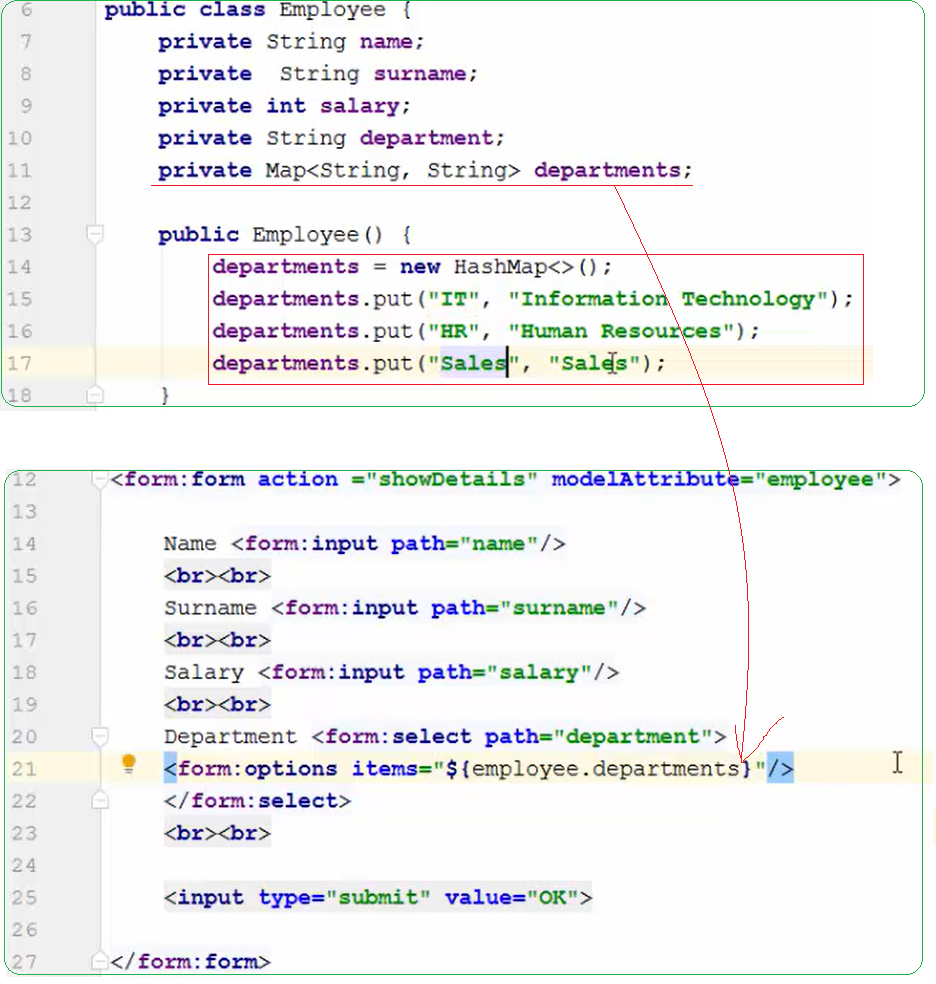 6 public class Employee {
7 private String name;
8 private  String surname;
9 private int salary;
10 private String department;
11 private Map<String, String> departments;
12
13 public Employee() {
14 departments = new HashMap<>();
15 departments.put("IT", "Information Technology");
16 departments.put("HR", "Human Resources");
17 departments.put("Sales", "Sales");
18 }
12 <form:form action ="showDetails" modelAttribute="employee">
13
14 Name <form:input path="name"/>
15 <br><br>
16 Surname <form:input path="surname"/>
17 <br><br>
18 Salary <form:input path="salary"/>
19 <br><br>
20 Department <form:select path="department">
21 <form:options items="${employee.departments}"/>
22 </form:select>
23 <br><br>
24
25 <input type="submit" value="OK">
26
27 </form:form>